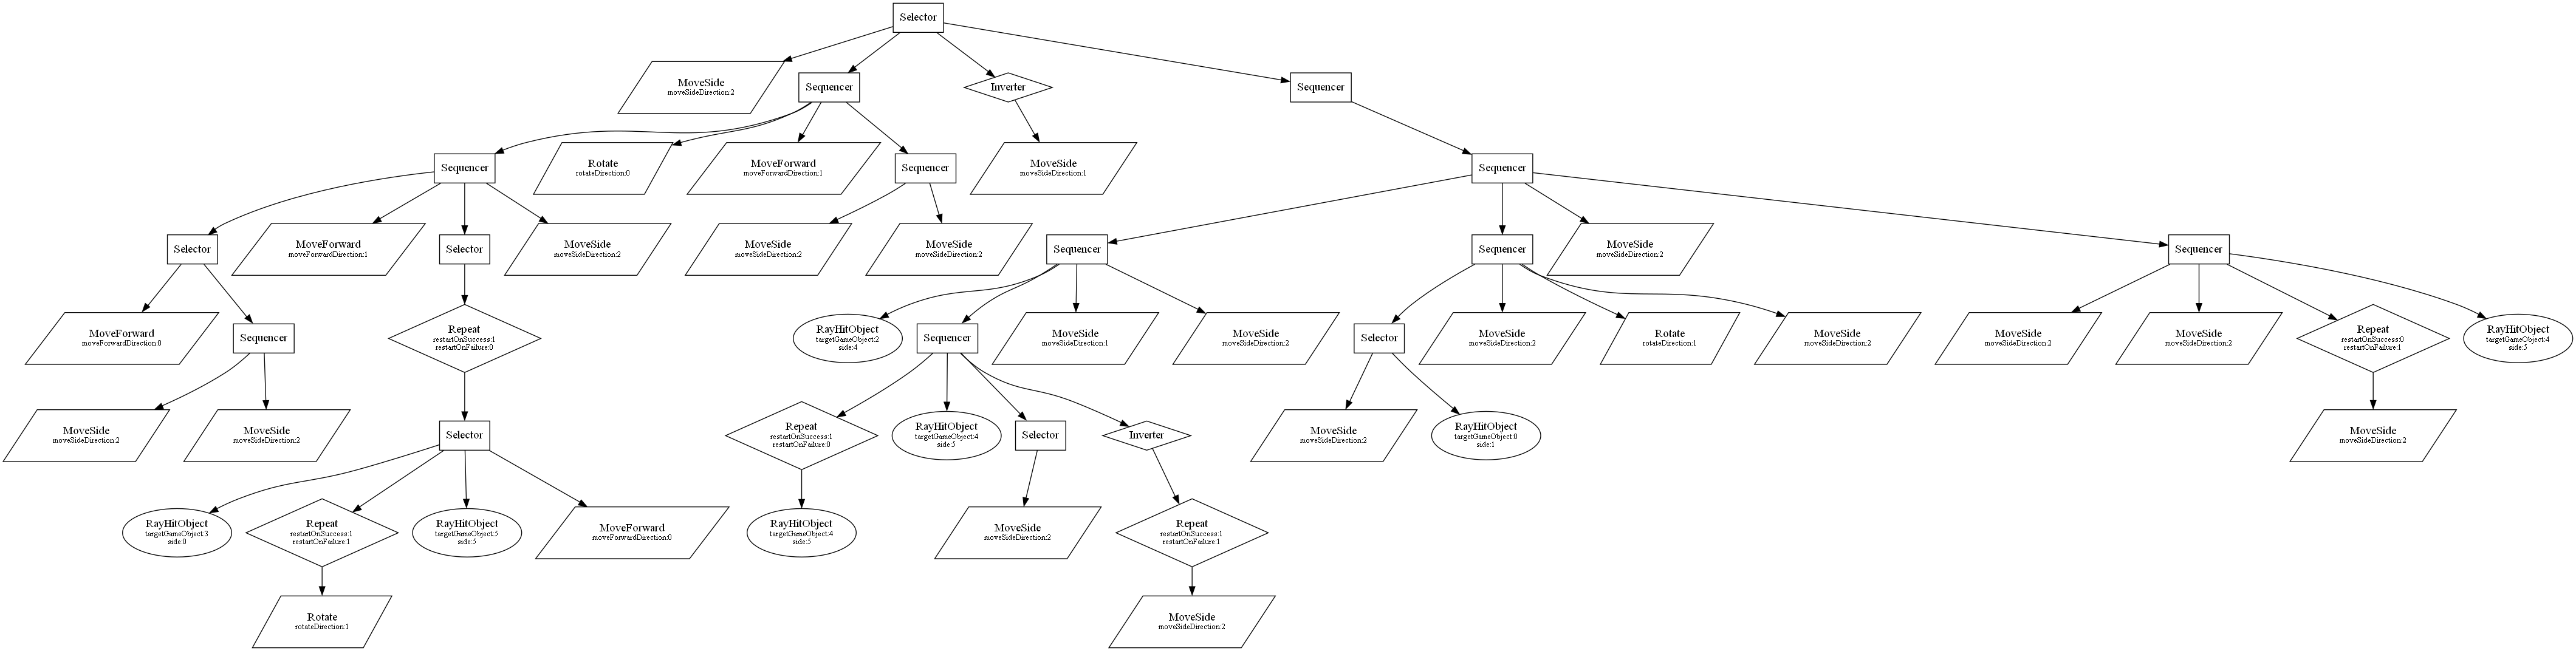 Selector
MoveSide
moveSideDirection:2
Sequencer
Inverter
Sequencer
Sequencer
Rotate
rotateDirection:0
MoveForward
moveForwardDirection:1
Sequencer
MoveSide
moveSideDirection:1
Sequencer
Selector
MoveForward
moveForwardDirection:1
Selector
MoveSide
moveSideDirection:2
MoveSide
moveSideDirection:2
MoveSide
moveSideDirection:2
Sequencer
Sequencer
MoveSide
moveSideDirection:2
Sequencer
MoveForward
moveForwardDirection:0
Sequencer
Repeat
restartOnSuccess:1
restartOnFailure:0
RayHitObject
targetGameObject:2
side:4
Sequencer
MoveSide
moveSideDirection:1
MoveSide
moveSideDirection:2
Selector
MoveSide
moveSideDirection:2
Rotate
rotateDirection:1
MoveSide
moveSideDirection:2
MoveSide
moveSideDirection:2
MoveSide
moveSideDirection:2
Repeat
restartOnSuccess:0
restartOnFailure:1
RayHitObject
targetGameObject:4
side:5
MoveSide
moveSideDirection:2
MoveSide
moveSideDirection:2
Selector
Repeat
restartOnSuccess:1
restartOnFailure:0
RayHitObject
targetGameObject:4
side:5
Selector
Inverter
MoveSide
moveSideDirection:2
RayHitObject
targetGameObject:0
side:1
MoveSide
moveSideDirection:2
RayHitObject
targetGameObject:3
side:0
Repeat
restartOnSuccess:1
restartOnFailure:1
RayHitObject
targetGameObject:5
side:5
MoveForward
moveForwardDirection:0
RayHitObject
targetGameObject:4
side:5
MoveSide
moveSideDirection:2
Repeat
restartOnSuccess:1
restartOnFailure:1
Rotate
rotateDirection:1
MoveSide
moveSideDirection:2